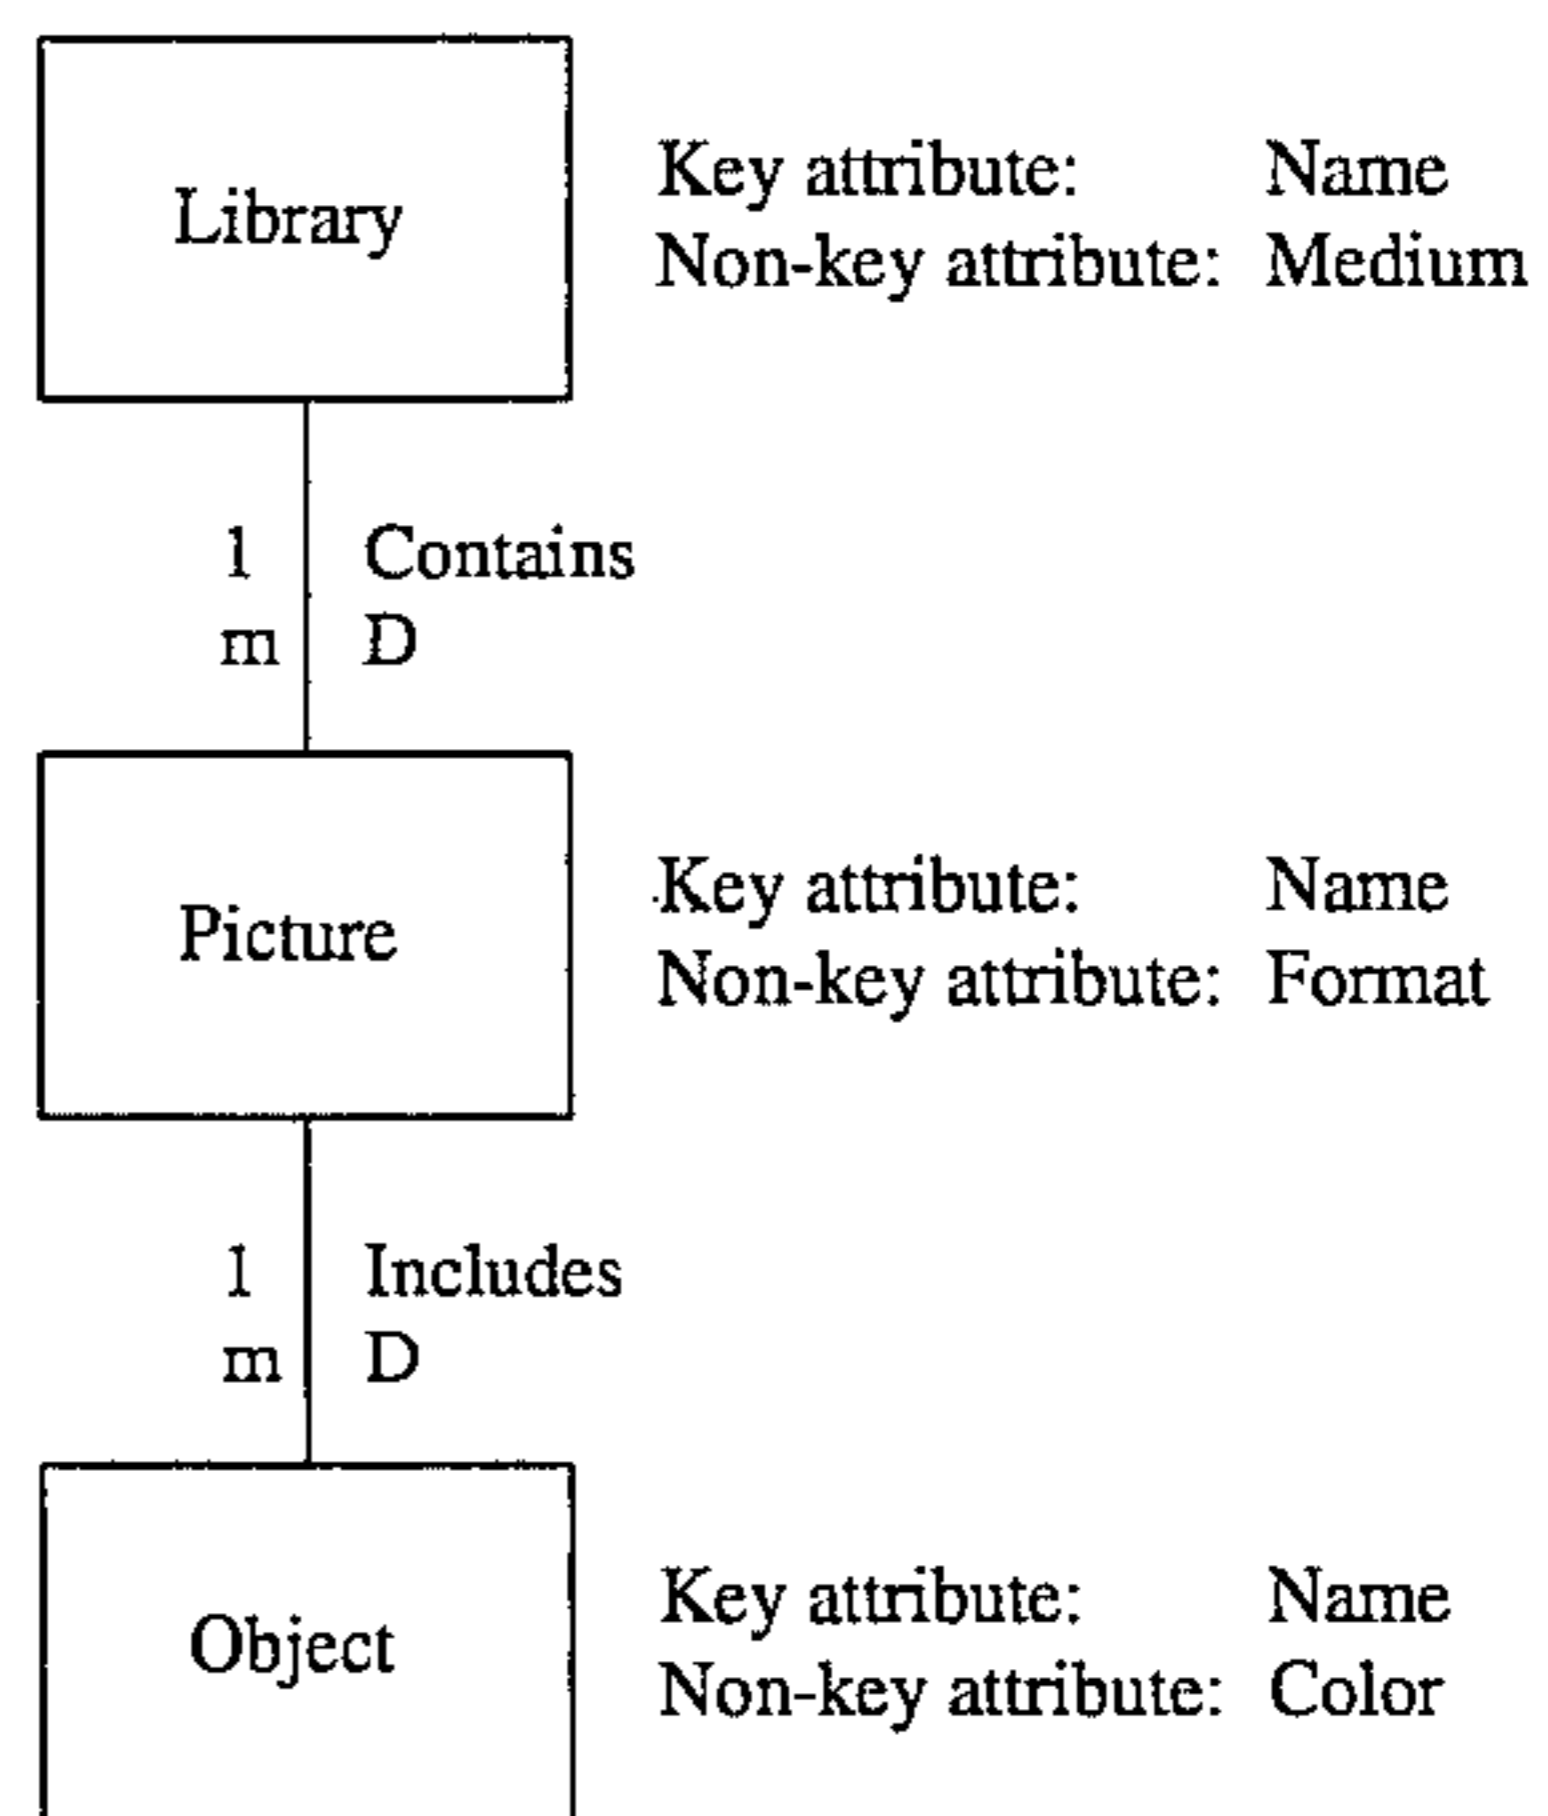 Library
Key attribute: Name
Non-key attribute: Medium
1 Contains
m D
Picture
Key attribute: Name
Non-key attribute: Format
1 Includes
m D
Object
Key attribute: Name
Non-key attribute: Color